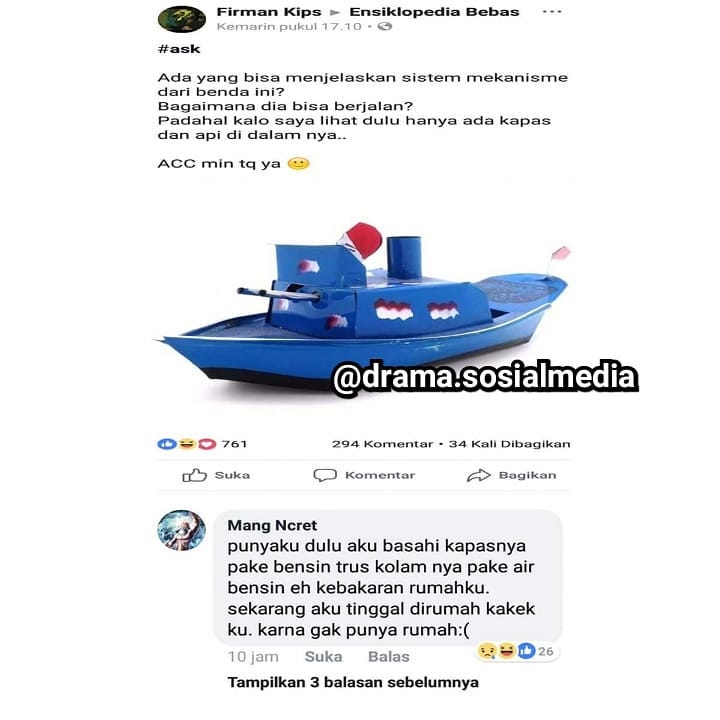 Firman Kips ► Ensiklopedia Bebas
Kemarin pukul 17.10 •
#ask
Ada yang bisa menjelaskan sistem mekanisme
dari benda ini?
Bagaimana dia bisa berjalan?
Padahal kalo saya lihat dulu hanya ada kapas
dan api di dalam nya..
ACC min tq ya 🙂
@drama.sosialmedia
761
294 Komentar • 34 Kali Dibagikan
Suka Komentar Bagikan
Mang Ncret
punyaku dulu aku basahi kapasnya
pake bensin trus kolam nya pake air
bensin eh kebakaran rumahku.
sekarang aku tinggal dirumah kakek
ku. karna gak punya rumah:(
10 jam Suka Balas 26
Tampilkan 3 balasan sebelumnya